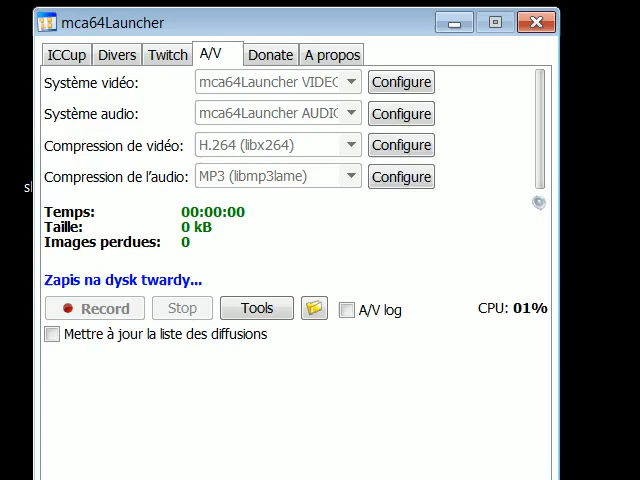 mca64Launcher
ICCup Divers Twitch A/V Donate A propos
Système vidéo: mca64Launcher VIDEO Configure
Système audio: mca64Launcher AUDIO Configure
Compression de vidéo: H.264 (libx264) Configure
Compression de l'audio: MP3 (libmp3lame) Configure
Temps: 00:00:00
Taille: 0 kB
Images perdues: 0
Zapis na dysk twardy...
Record Stop Tools A/V log CPU: 01%
Mettre à jour la liste des diffusions